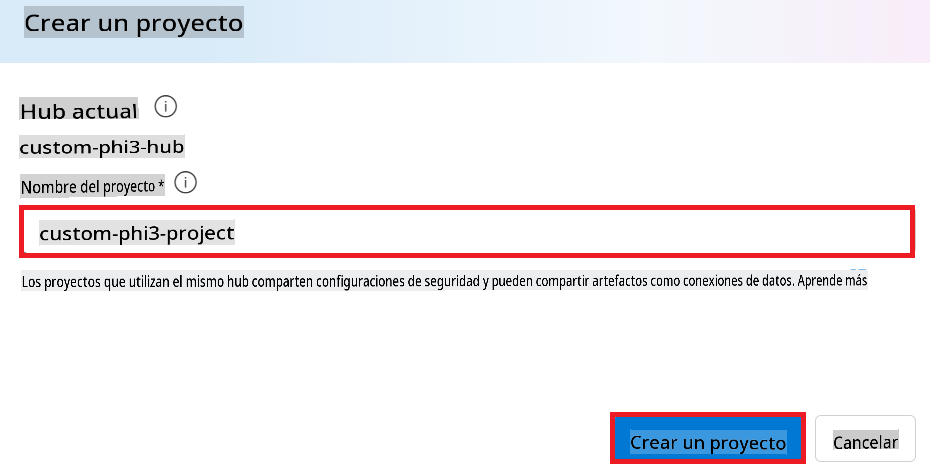 Crear un proyecto
Hub actual
custom-phi3-hub
Nombre del proyecto *
custom-phi3-project
Los proyectos que utilizan el mismo hub comparten configuraciones de seguridad y pueden compartir artefactos como conexiones de datos. Aprende más
Crear un proyecto
Cancelar